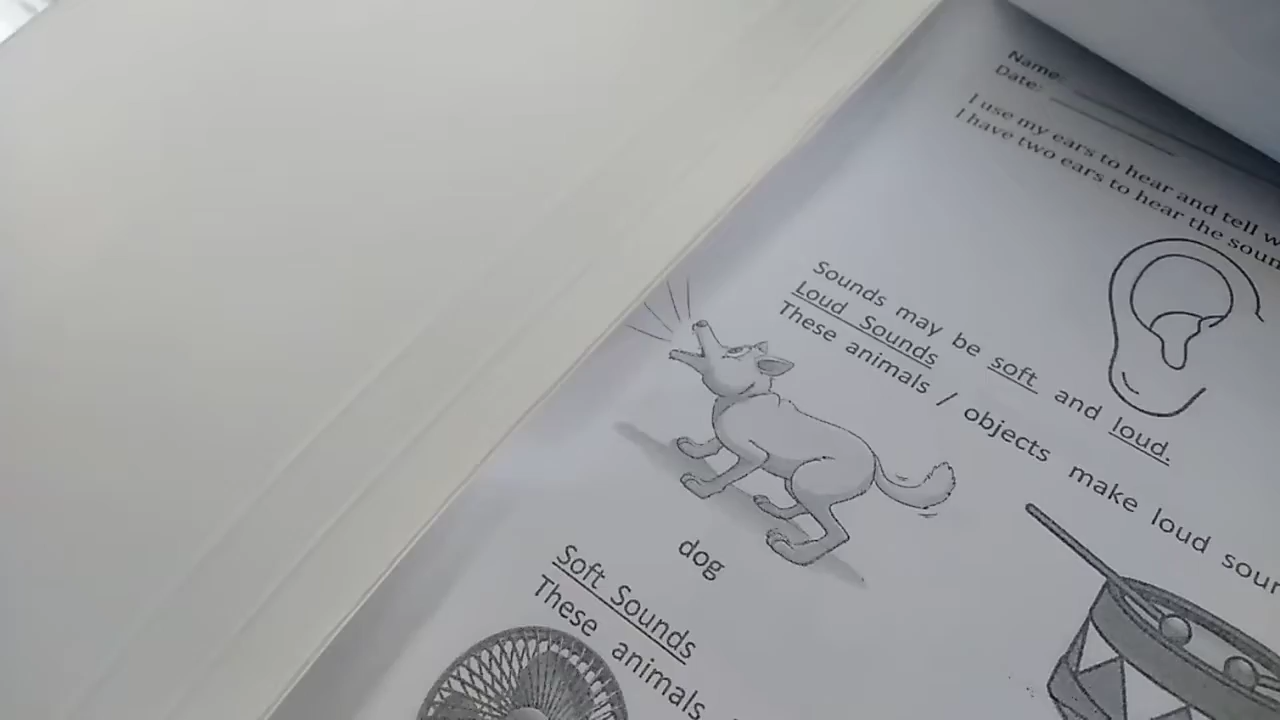 Name:
Date:
I use my ears to hear and tell
I have two ears to hear the
Sounds may be soft and loud.
Loud Sounds
These animals / objects make loud
dog
Soft Sounds
These animals